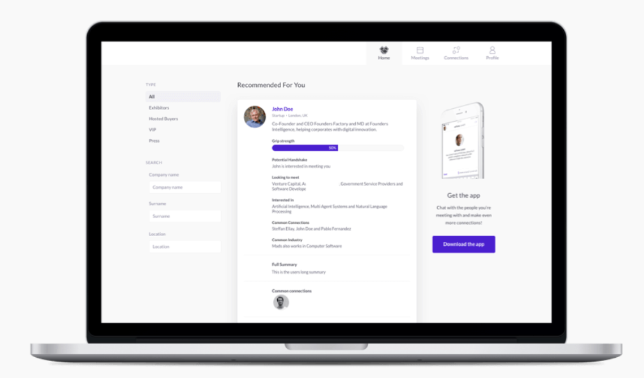 Home
Meetings
Connections
Profile
TYPE
All
Exhibitors
Hosted Buyers
VIP
Press
SEARCH
Company name
Company name
Surname
Surname
Location
Location
Recommended For You
John Doe
Startup - London, UK
Co-Founder and CEO Founders Factory and MD at Founders
Intelligence, helping corporates with digital innovation.
Grip strength
50%
Potential Handshake
John is interested in meeting you
Looking to meet
Venture Capital, Government Service Providers and
Software
Interested in
Artificial Intelligence, Multi-Agent Systems and Natural Language
Processing
Common Connections
Steffan Elias, John Doe and Pablo Fernandez
Common Industry
also works in Computer Software
Full Summary
This is the users long summary
Common connections
Get the app
Chat with the people you're
meeting with and make even
more connections!
Download the app